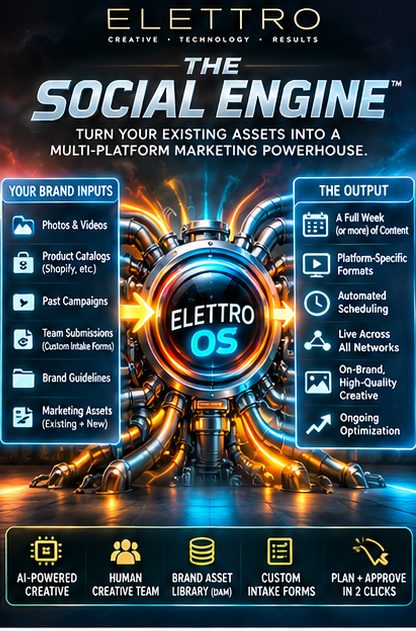 ELETTRO
CREATIVE • TECHNOLOGY • RESULTS
THE
SOCIAL ENGINE™
TURN YOUR EXISTING ASSETS INTO A
MULTI-PLATFORM MARKETING POWERHOUSE.
YOUR BRAND INPUTS
Photos & Videos
Product Catalogs
(Shopify, etc.)
Past Campaigns
Team Submissions
(Custom Intake Forms)
Brand Guidelines
Marketing Assets
(Existing + New)
ELETTRO
OS
THE OUTPUT
A Full Week
(or more) of Content
Platform-Specific
Formats
Automated
Scheduling
Live Across
All Networks
On-Brand,
High-Quality
Creative
Ongoing
Optimization
AI-POWERED
CREATIVE
HUMAN
CREATIVE TEAM
BRAND ASSET
LIBRARY (DAM)
CUSTOM
INTAKE FORMS
PLAN + APPROVE
IN 2 CLICKS